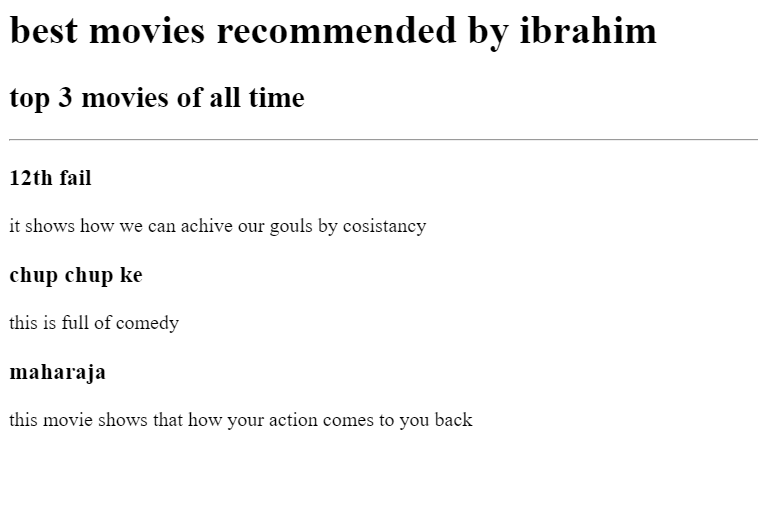 best movies recommended by ibrahim
top 3 movies of all time
12th fail
it shows how we can achive our gouls by cosistancy
chup chup ke
this is full of comedy
maharaja
this movie shows that how your action comes to you back